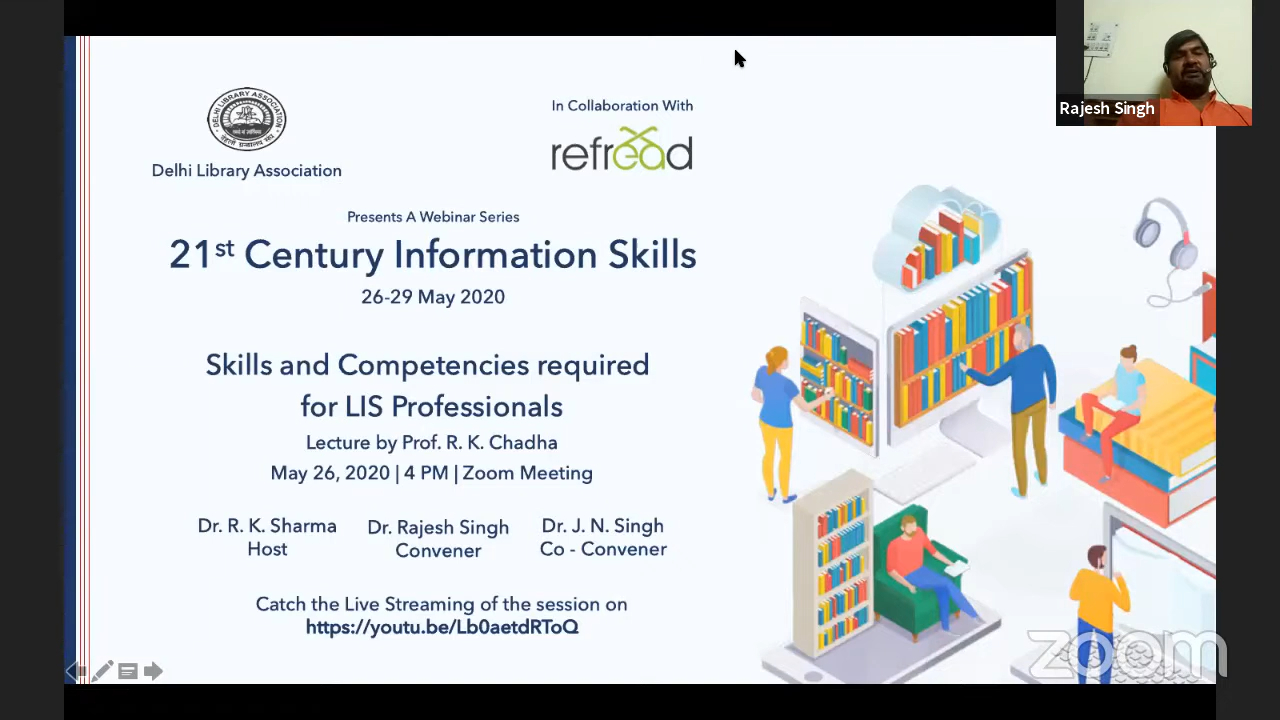 Rajesh Singh
DELHI LIBRARY ASSOCIATION
Delhi Library Association
In Collaboration With
refread
Presents A Webinar Series
21st Century Information Skills
26-29 May 2020
Skills and Competencies required
for LIS Professionals
Lecture by Prof. R. K. Chadha
May 26, 2020 | 4 PM | Zoom Meeting
Dr. R. K. Sharma
Host
Dr. Rajesh Singh
Convener
Dr. J. N. Singh
Co - Convener
Catch the Live Streaming of the session on
https://youtu.be/Lb0aetdRToQ
zoom